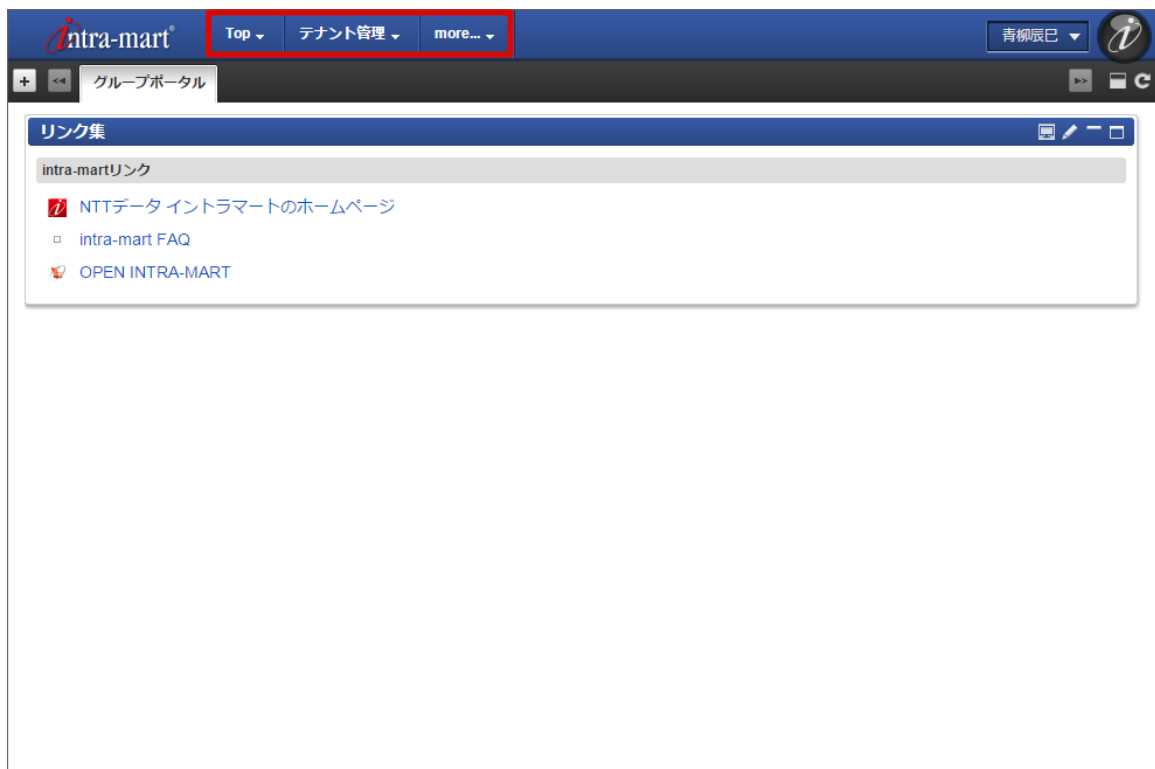 intra-mart® Top テナント管理 more... 青柳辰巳
グループポータル
リンク集
intra-martリンク
NTTデータ イントラマートのホームページ
intra-mart FAQ
OPEN INTRA-MART